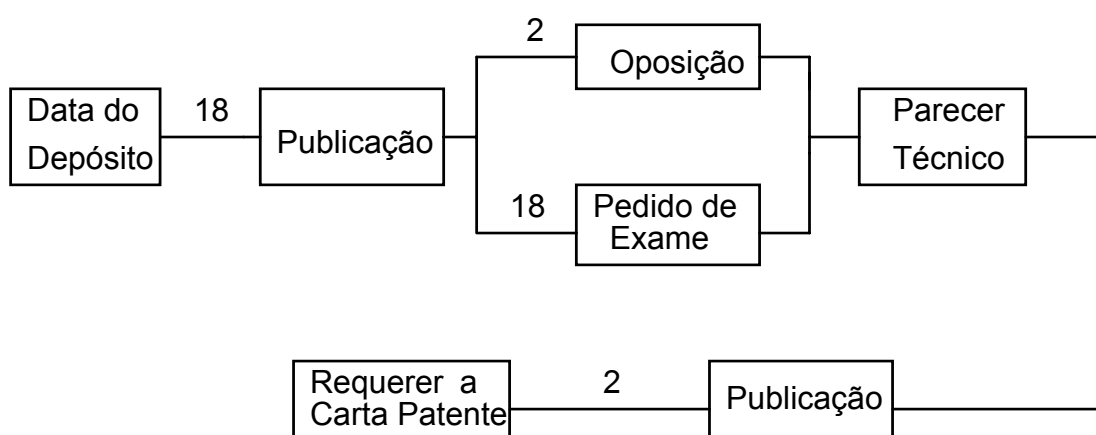 2
Oposição
Data do
Depósito
18
Publicação
Parecer
Técnico
18
Pedido de
Exame
Requerer a
Carta Patente
2
Publicação